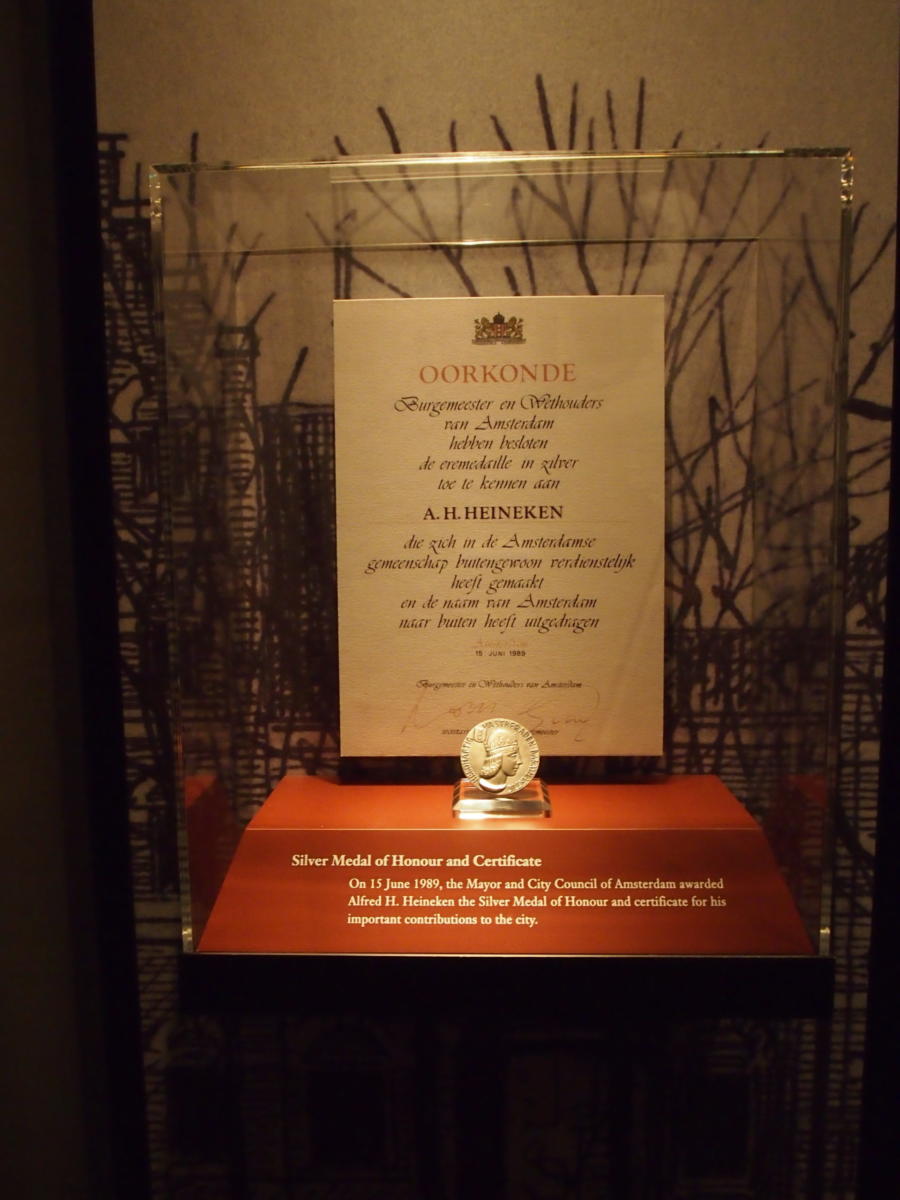 OORKONDE
Burgemeester en Wethouders
van Amsterdam
hebben besloten
de eremedaille in zilver
toe te kennen aan
A. H. HEINEKEN
die zich in de Amsterdamse
gemeenschap buitengewoon verdienstelijk
heeft gemaakt
en de naam van Amsterdam
naar buiten heeft uitgedragen
15 JUNI 1989
Burgemeester en Wethouders van Amsterdam
Silver Medal of Honour and Certificate
On 15 June 1989, the Mayor and City Council of Amsterdam awarded
Alfred H. Heineken the Silver Medal of Honour and certificate for his
important contributions to the city.